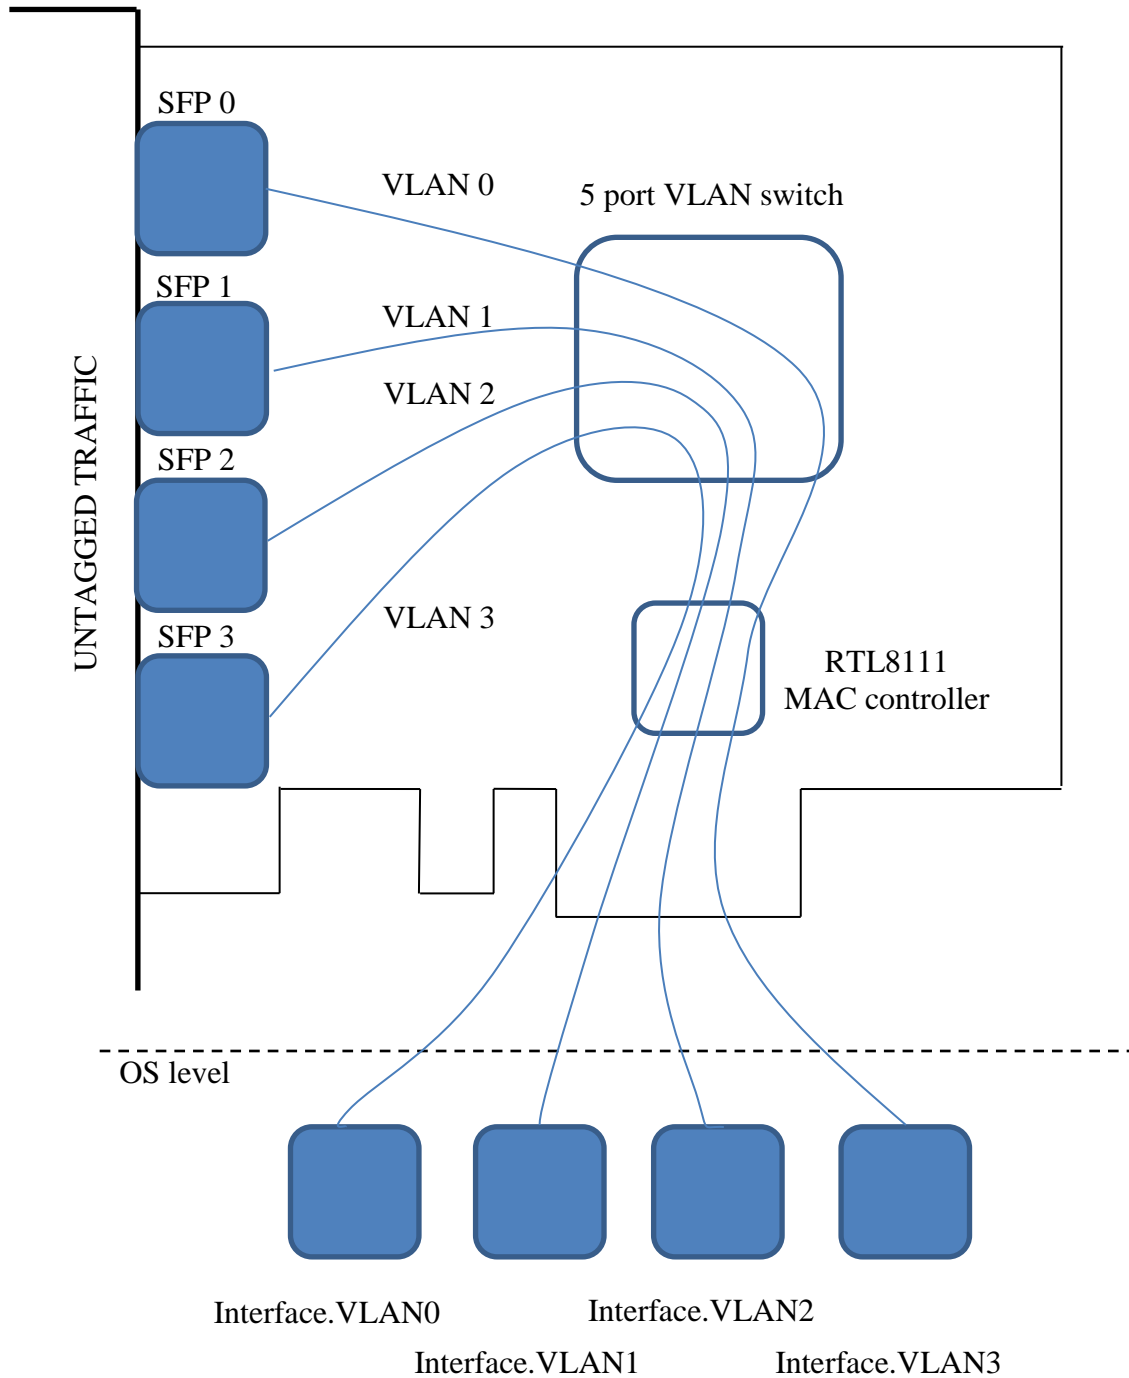 SFP 0
VLAN 0
5 port VLAN switch
SFP 1
VLAN 1
UNTAGGED TRAFFIC
VLAN 2
SFP 2
VLAN 3
SFP 3
RTL8111
MAC controller
OS level
Interface.VLAN0
Interface.VLAN2
Interface.VLAN1
Interface.VLAN3